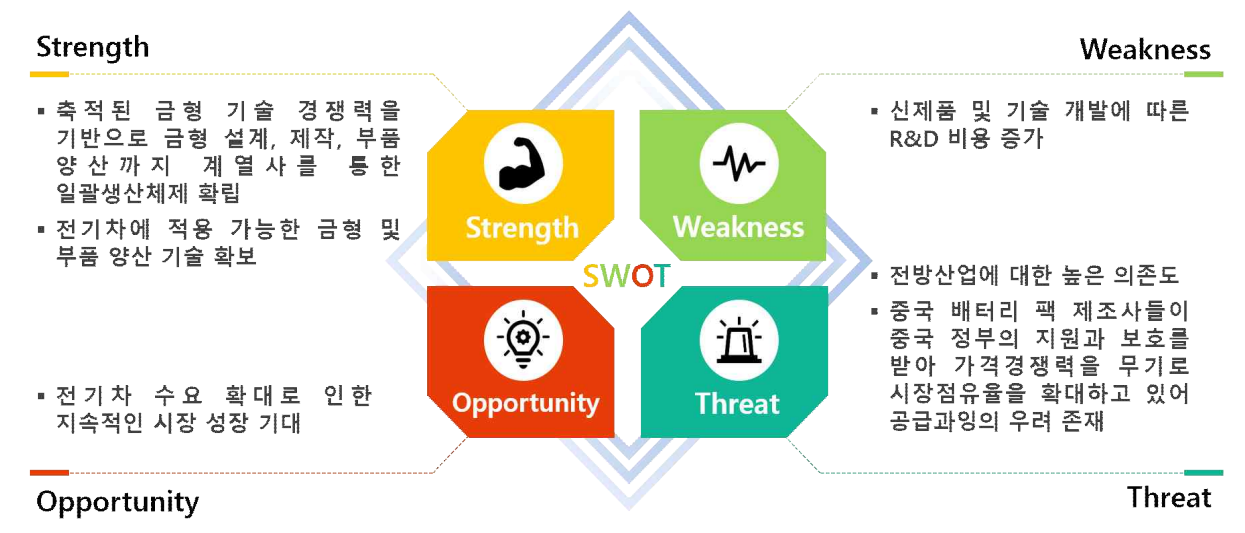 Strength
▪ 축적된 금형 기술 경쟁력을
기반으로 금형 설계, 제작, 부품
양산까지 계열사를 통한
일괄생산체제 확립
▪ 전기차에 적용 가능한 금형 및
부품 양산 기술 확보
Weakness
▪ 신제품 및 기술 개발에 따른
R&D 비용 증가
Strength
Weakness
SWOT
Opportunity
Threat
▪ 전기차 수요 확대로 인한
지속적인 시장 성장 기대
Opportunity
▪ 전방산업에 대한 높은 의존도
▪ 중국 배터리 팩 제조사들이
중국 정부의 지원과 보호를
받아 가격경쟁력을 무기로
시장점유율을 확대하고 있어
공급과잉의 우려 존재
Threat